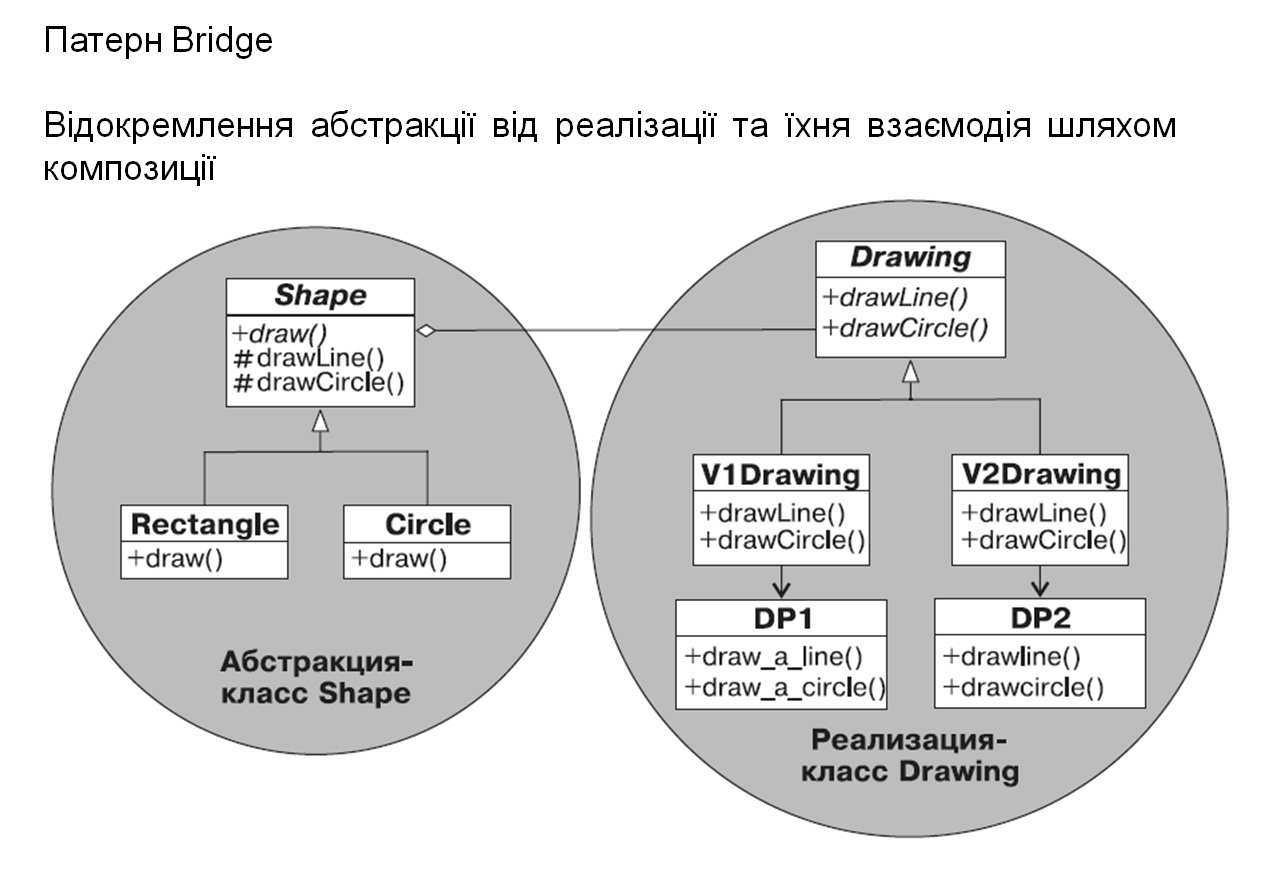 Патерн Bridge
Відокремлення абстракції від реалізації та їхня взаємодія шляхом
композиції
Shape
+draw()
#drawLine()
#drawCircle()
Rectangle
+draw()
Circle
+draw()
Абстракция-
класс Shape
Drawing
+drawLine()
+drawCircle()
V1Drawing
+drawLine()
+drawCircle()
V2Drawing
+drawLine()
+drawCircle()
DP1
+draw_a_line()
+draw_a_circle()
DP2
+drawline()
+drawcircle()
Реализация-
класс Drawing